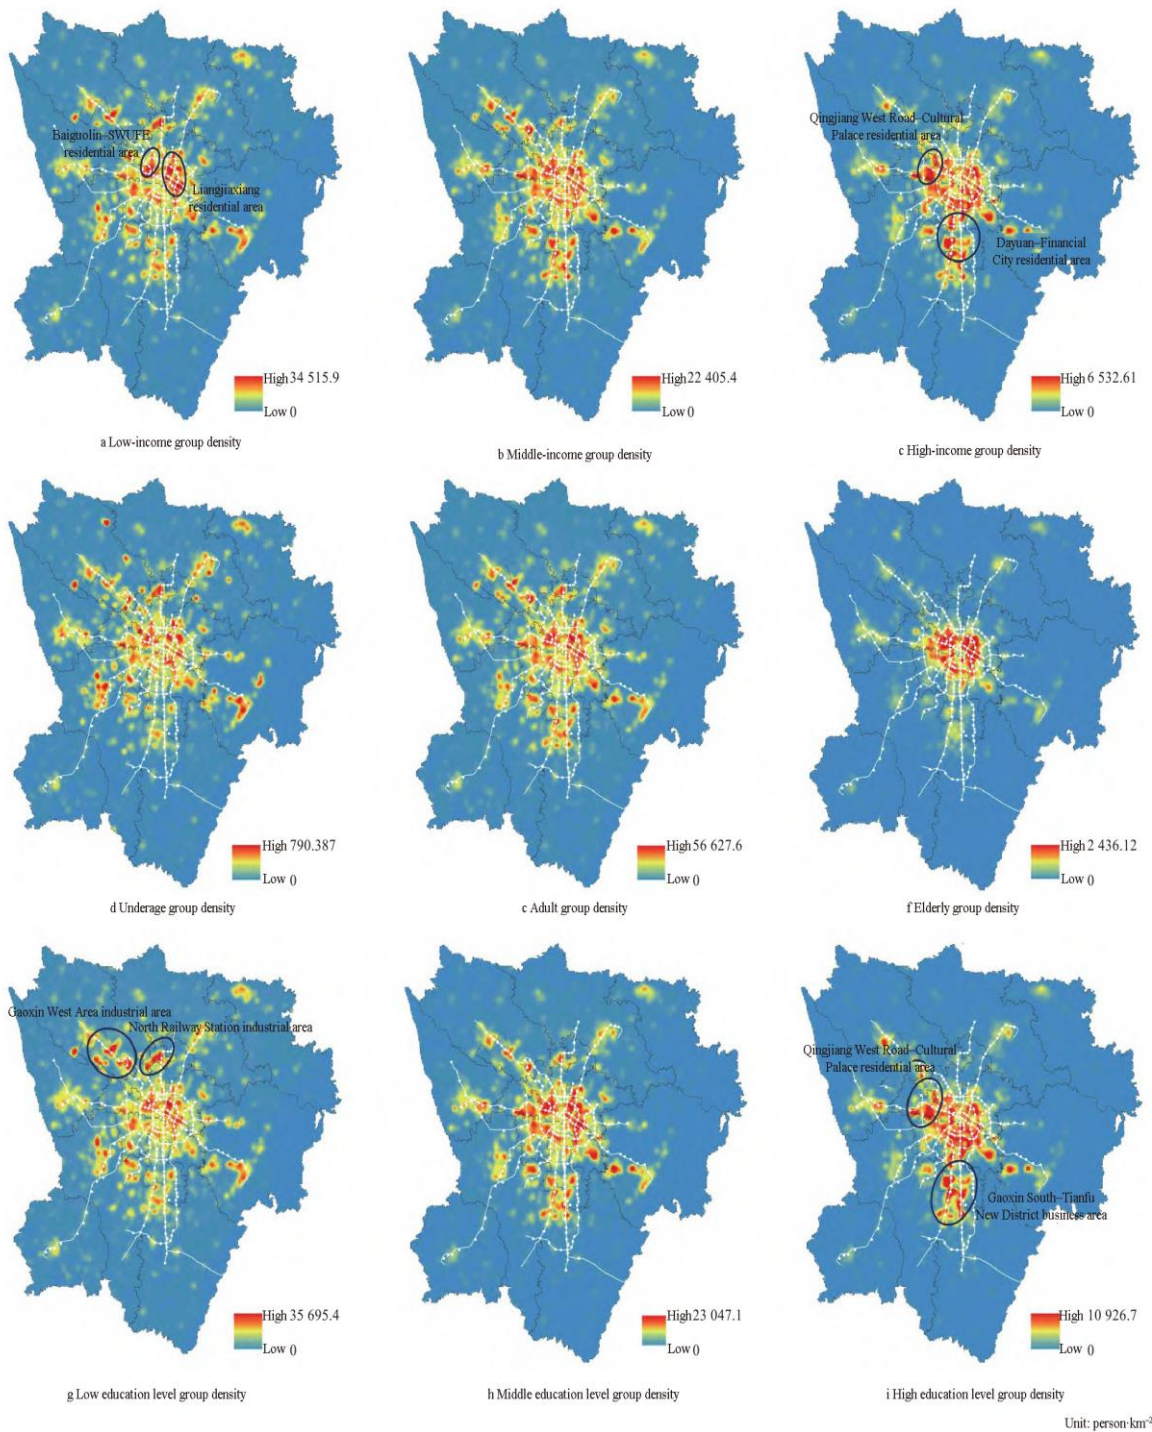 Baiguolin–SWUFE
residential area
Liangjiaxiang
residential area
High 34 515.9
Low 0
a Low-income group density
High 22 405.4
Low 0
b Middle-income group density
Qingjiang West Road–Cultural
Palace residential area
Dayuan–Financial
City residential area
High 6 532.61
Low 0
c High-income group density
High 790.387
Low 0
d Underage group density
High 56 627.6
Low 0
c Adult group density
High 2 436.12
Low 0
f Elderly group density
Gaoxin West Area industrial area
North Railway Station industrial area
High 35 695.4
Low 0
g Low education level group density
High 23 047.1
Low 0
h Middle education level group density
Qingjiang West Road–Cultural
Palace residential area
Gaoxin South–Tianfu
New District business area
High 10 926.7
Low 0
i High education level group density
Unit: person·km⁻²